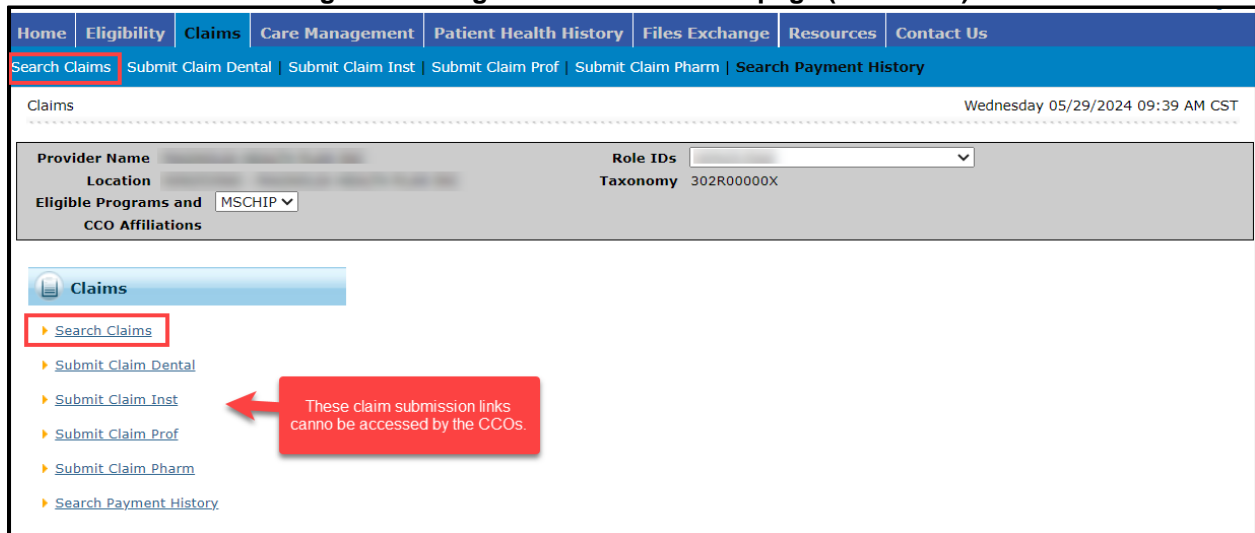 Home Eligibility Claims Care Management Patient Health History Files Exchange Resources Contact Us
Search Claims Submit Claim Dental | Submit Claim Inst | Submit Claim Prof | Submit Claim Pharm | Search Payment History
Claims Wednesday 05/29/2024 09:39 AM CST
Provider Name Role IDs
Location Taxonomy 302R00000X
Eligible Programs and MSCHIP
CCO Affiliations
Claims
Search Claims
Submit Claim Dental
Submit Claim Inst
Submit Claim Prof
Submit Claim Pharm
Search Payment History
These claim submission links
canno be accessed by the CCOs.